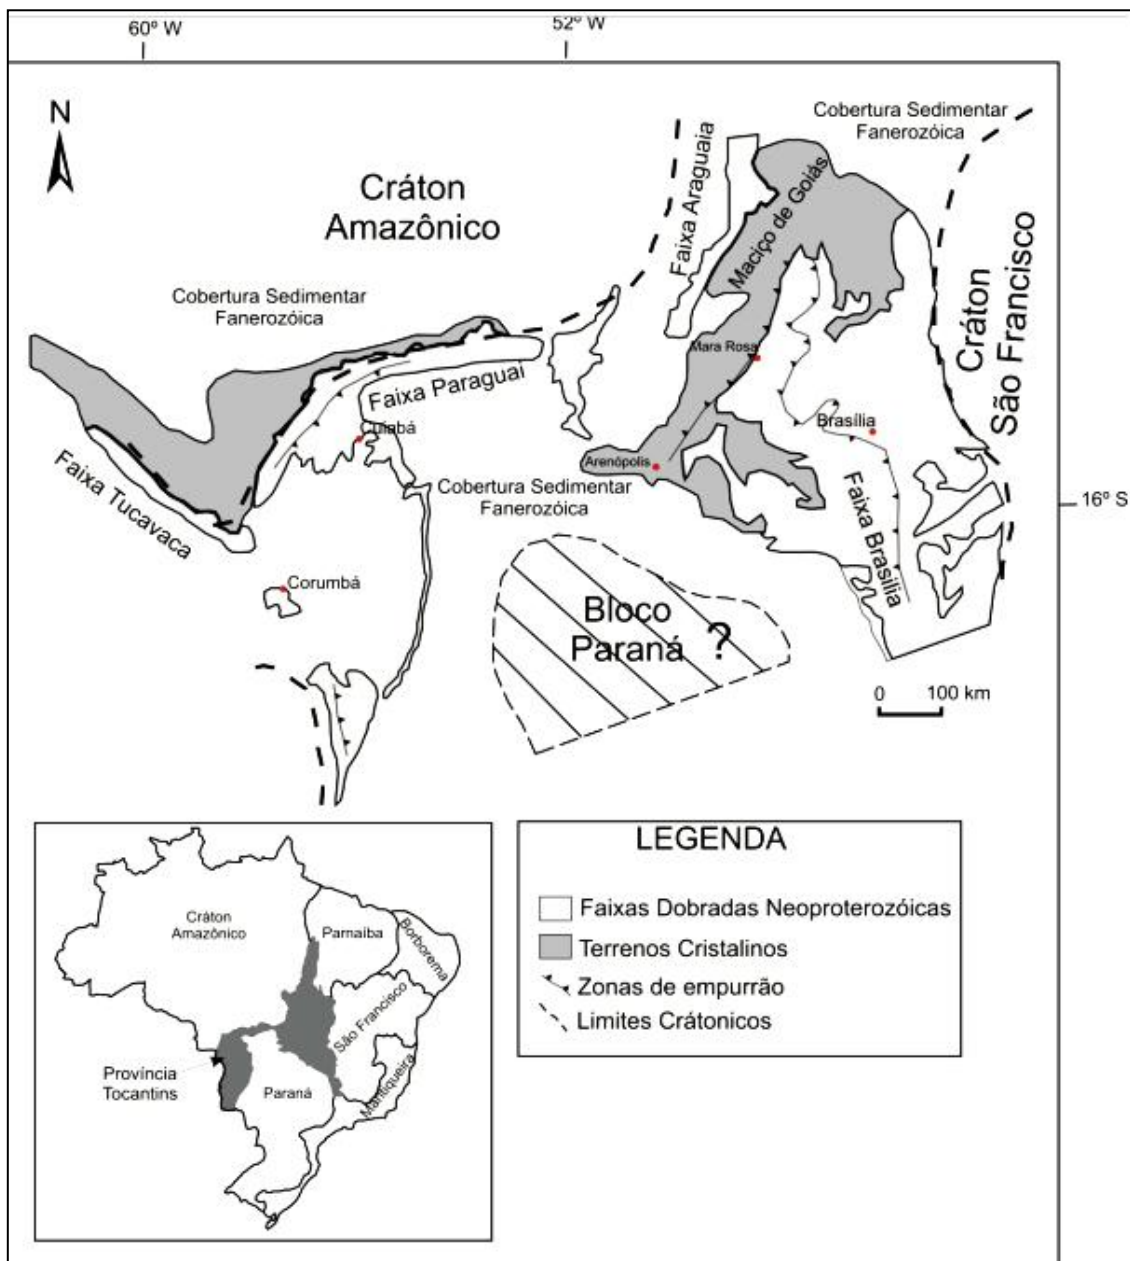 60º W
52º W
N
Cobertura Sedimentar
Fanerozóica
Cráton
Amazônico
Faixa Araguaia
Maciço de Goiás
Cráton
São Francisco
Cobertura Sedimentar
Fanerozóica
Mara Rosa
Faixa Paraguai
Cuiabá
Brasília
Faixa Tucavaca
Arenópolis
Cobertura Sedimentar
Fanerozóica
16º S
Faixa Brasília
Corumbá
Bloco
Paraná ?
0 100 km
LEGENDA
Faixas Dobradas Neoproterozóicas
Terrenos Cristalinos
Zonas de empurrão
Limites Crátonicos
Cráton
Amazônico
Parnaíba
Borborema
São Francisco
Mantiqueira
Província
Tocantins
Paraná